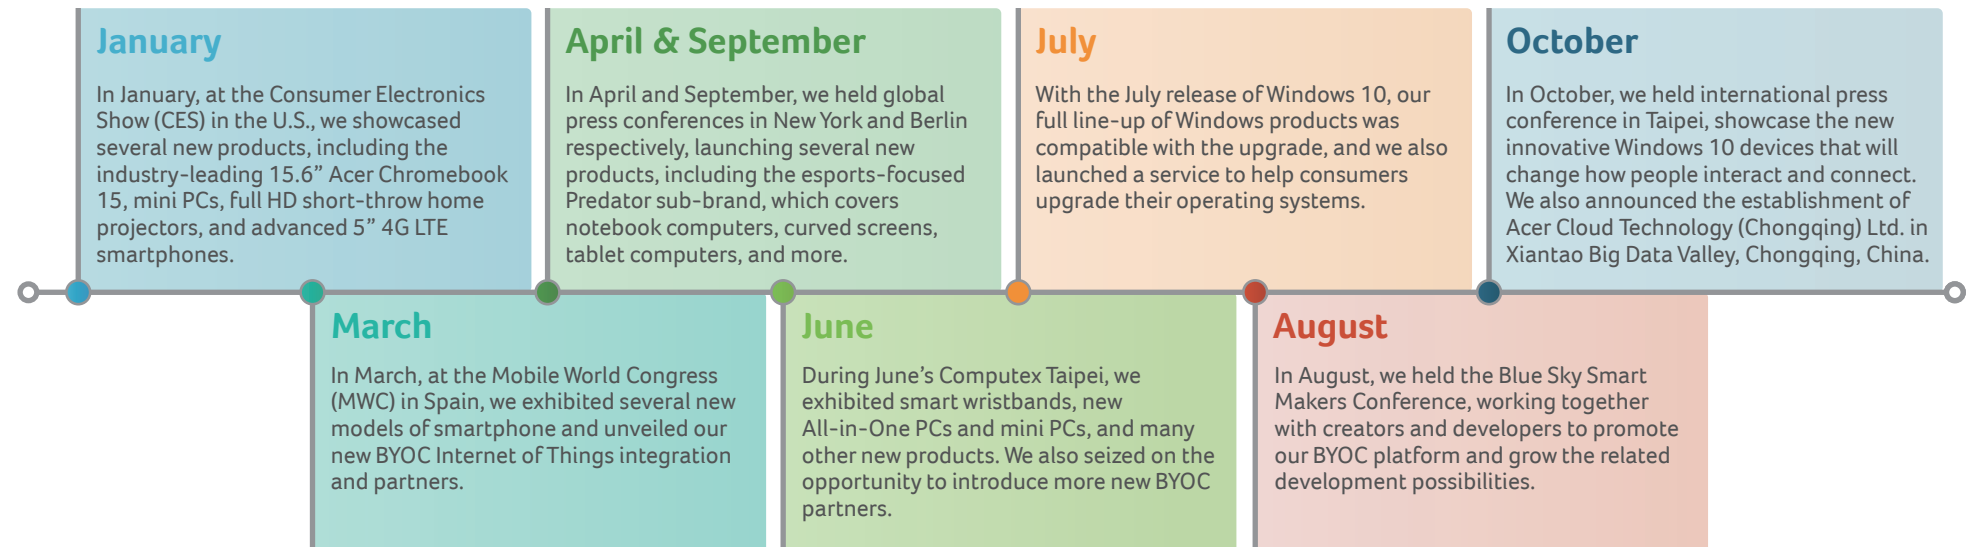 January
In January, at the Consumer Electronics
Show (CES) in the U.S., we showcased
several new products, including the
industry-leading 15.6” Acer Chromebook
15, mini PCs, full HD short-throw home
projectors, and advanced 5” 4G LTE
smartphones.
March
In March, at the Mobile World Congress
(MWC) in Spain, we exhibited several new
models of smartphone and unveiled our
new BYOC Internet of Things integration
and partners.
April & September
In April and September, we held global
press conferences in New York and Berlin
respectively, launching several new
products, including the esports-focused
Predator sub-brand, which covers
notebook computers, curved screens,
tablet computers, and more.
June
During June’s Computex Taipei, we
exhibited smart wristbands, new
All-in-One PCs and mini PCs, and many
other new products. We also seized on the
opportunity to introduce more new BYOC
partners.
July
With the July release of Windows 10, our
full line-up of Windows products was
compatible with the upgrade, and we also
launched a service to help consumers
upgrade their operating systems.
August
In August, we held the Blue Sky Smart
Makers Conference, working together
with creators and developers to promote
our BYOC platform and grow the related
development possibilities.
October
In October, we held international press
conference in Taipei, showcase the new
innovative Windows 10 devices that will
change how people interact and connect.
We also announced the establishment of
Acer Cloud Technology (Chongqing) Ltd. in
Xiantao Big Data Valley, Chongqing, China.